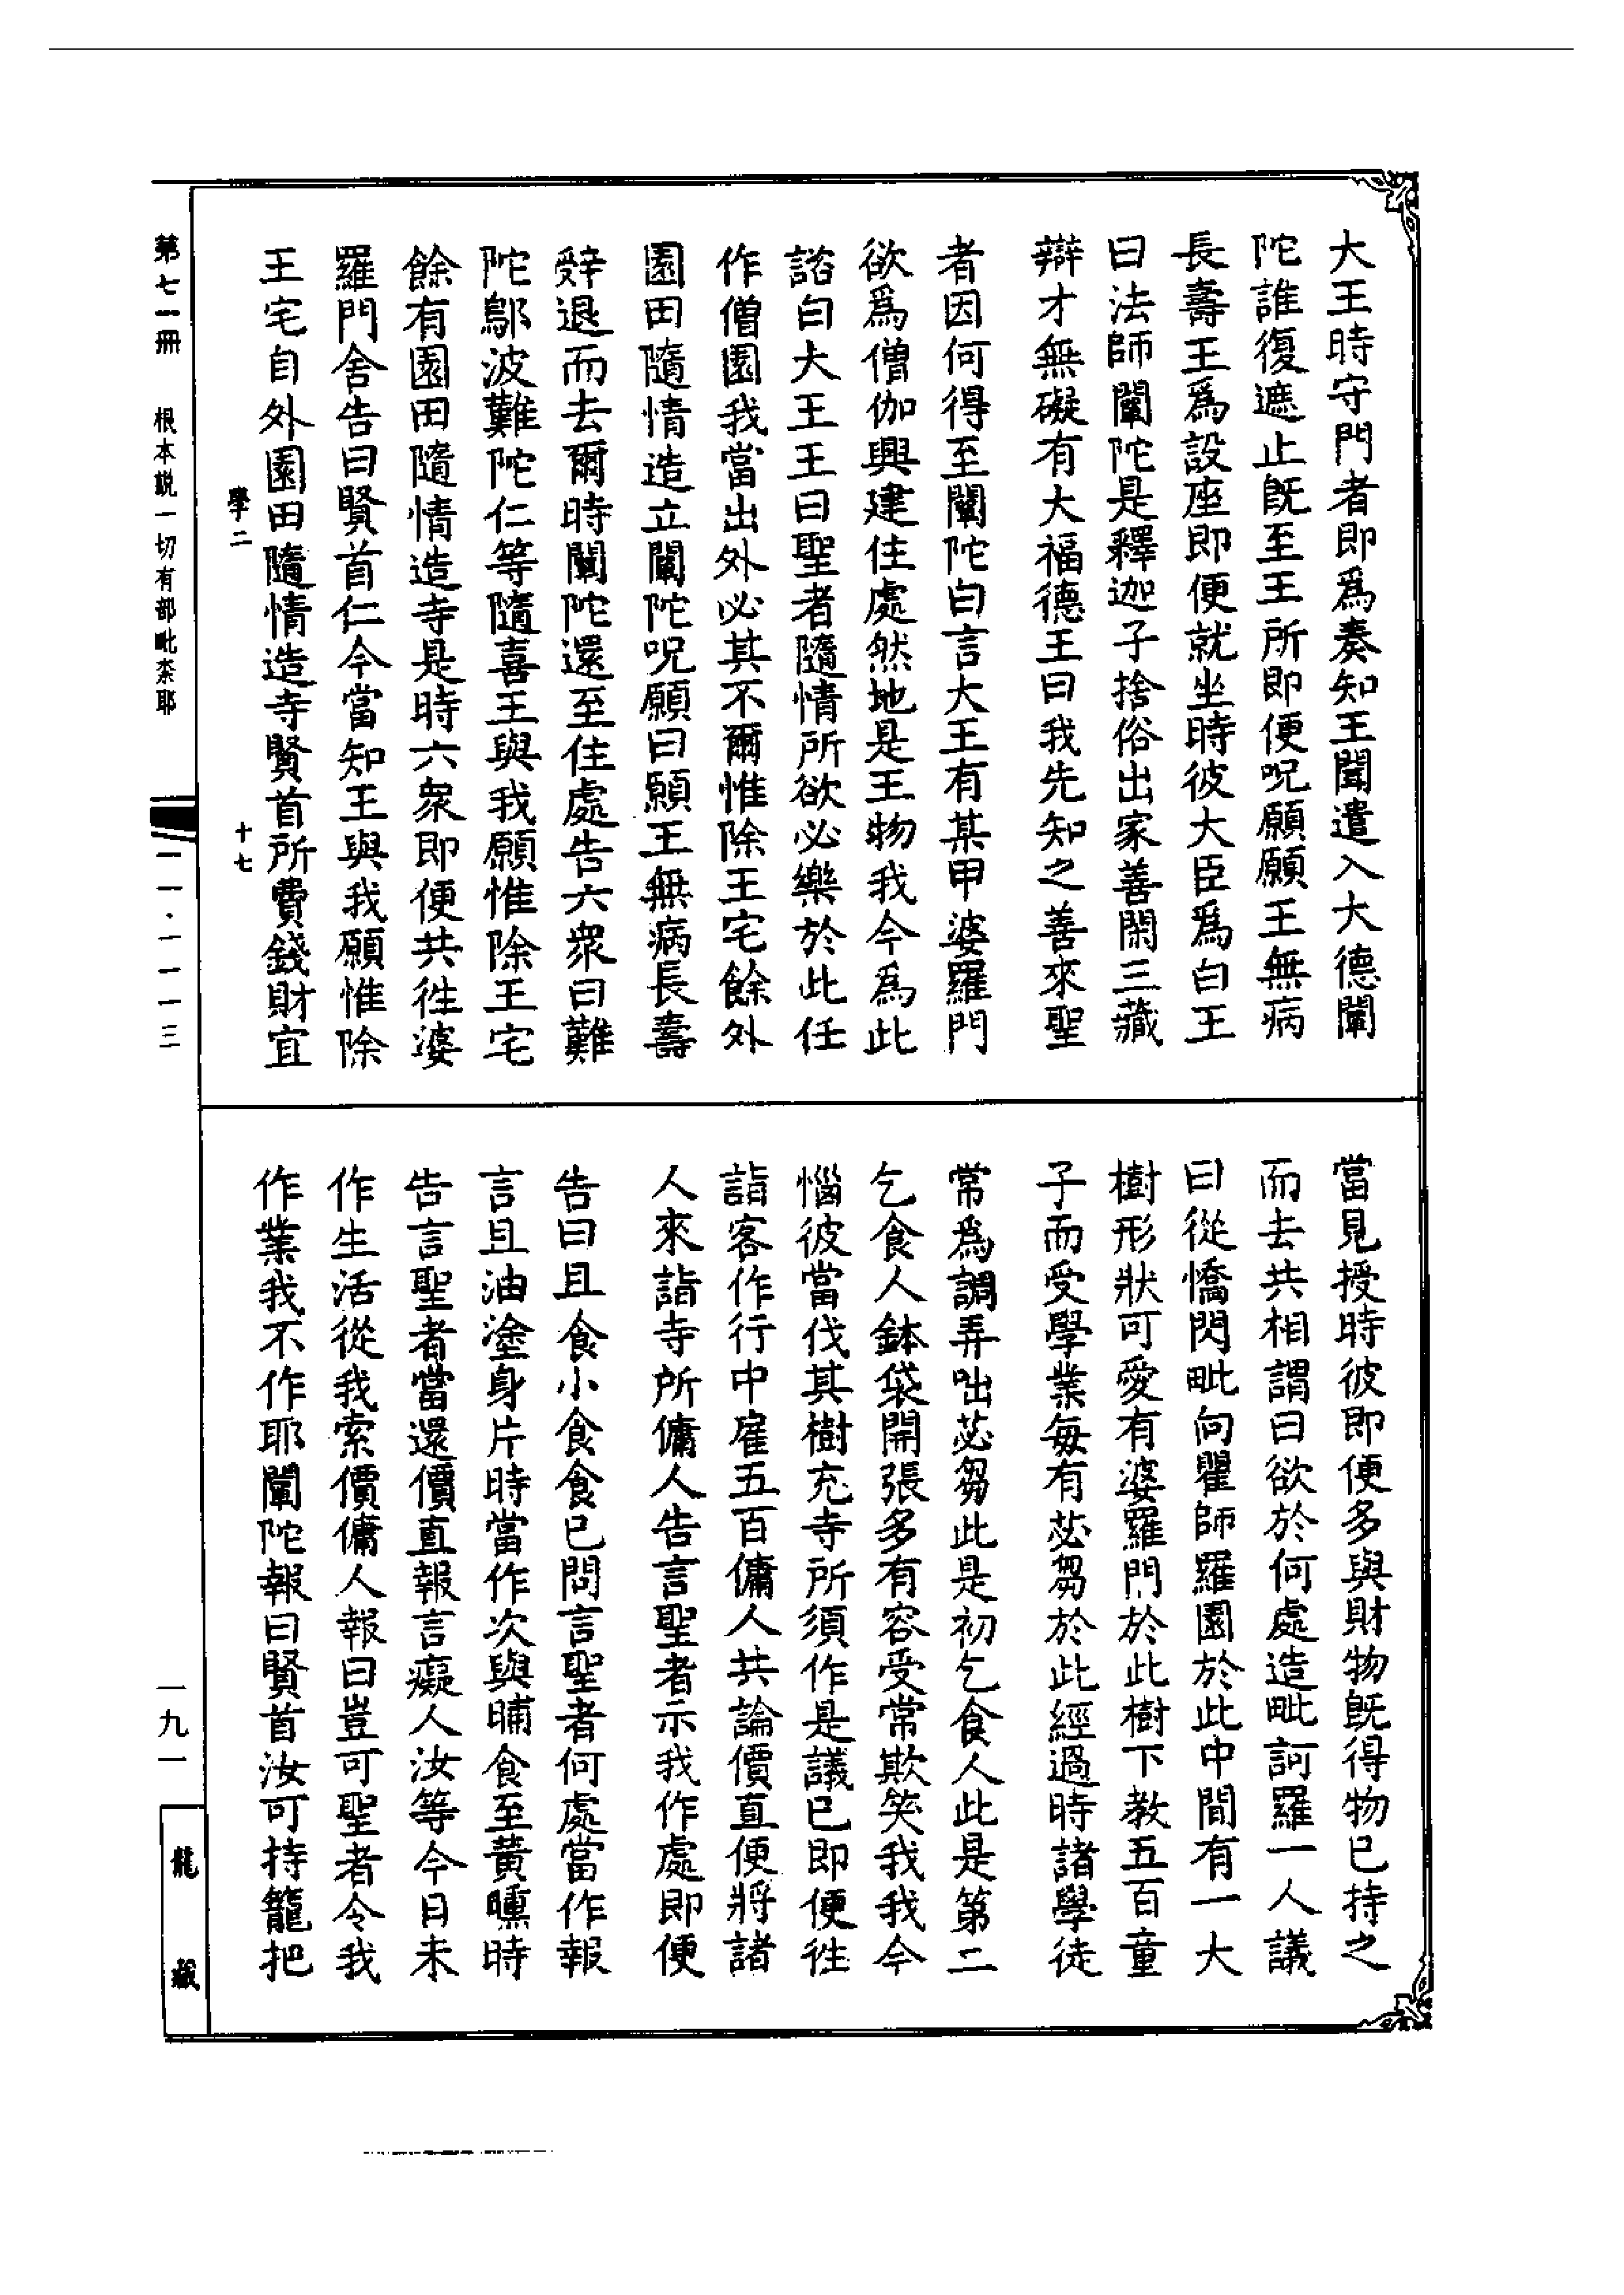 大王時守門者即爲奏知王聞遣入大德闡
陀誰復遮止既至王所即便呪願願王無病
長壽王爲設座即便就坐時彼大臣爲白王
曰法師闡陀是釋迦子捨俗出家善閑三藏
辯才無礙有大福德王曰我先知之善來聖
者因何得至闡陀白言大王有某甲婆羅門
欲爲僧伽興建住處然地是王物我今為此
諮白大王王曰聖者隨情所欲必樂於此任
作僧園我當出外必其不爾惟除王宅餘外
園田隨情造立闡陀呪願曰願王無病長壽
辤退而去爾時闡陀還至住處告六衆曰難
陀鄔波難陀仁等隨喜王與我願惟除王宅
餘有園田隨情造寺是時六衆即便共徃婆
羅門舍告曰賢首仁今當知王與我願惟除
王宅自外園田隨情造寺賢首所費錢財宜
當見授時彼即便多與財物既得物已持之
而去共相謂曰欲於何處造毗訶羅一人議
曰從憍閃毗向瞿師羅園於此中間有一大
樹形狀可愛有婆羅門於此樹下教五百童
子而受學業每有苾芻於此經過時諸學徒
常爲調弄咄苾芻此是初乞食人此是第二
乞食人鉢袋開張多有容受常欺笑我我今
惱彼當伐其樹充寺所須作是議已即便徃
詣客作行中雇五百傭人共論價直便將諸
人來詣寺所傭人告言聖者示我作處即便
告曰且食小食食已問言聖者何處當作報
言且油塗身片時當作次與晡食至黃曛時
告言聖者當還價直報言癡人汝等今日未
作生活從我索價傭人報曰豈可聖者令我
作業我不作耶闡陀報曰賢首汝可持籠把
學二
十七
第七一冊
根本説一切有部毗奈耶
一一·一一一三
一九一
龍藏